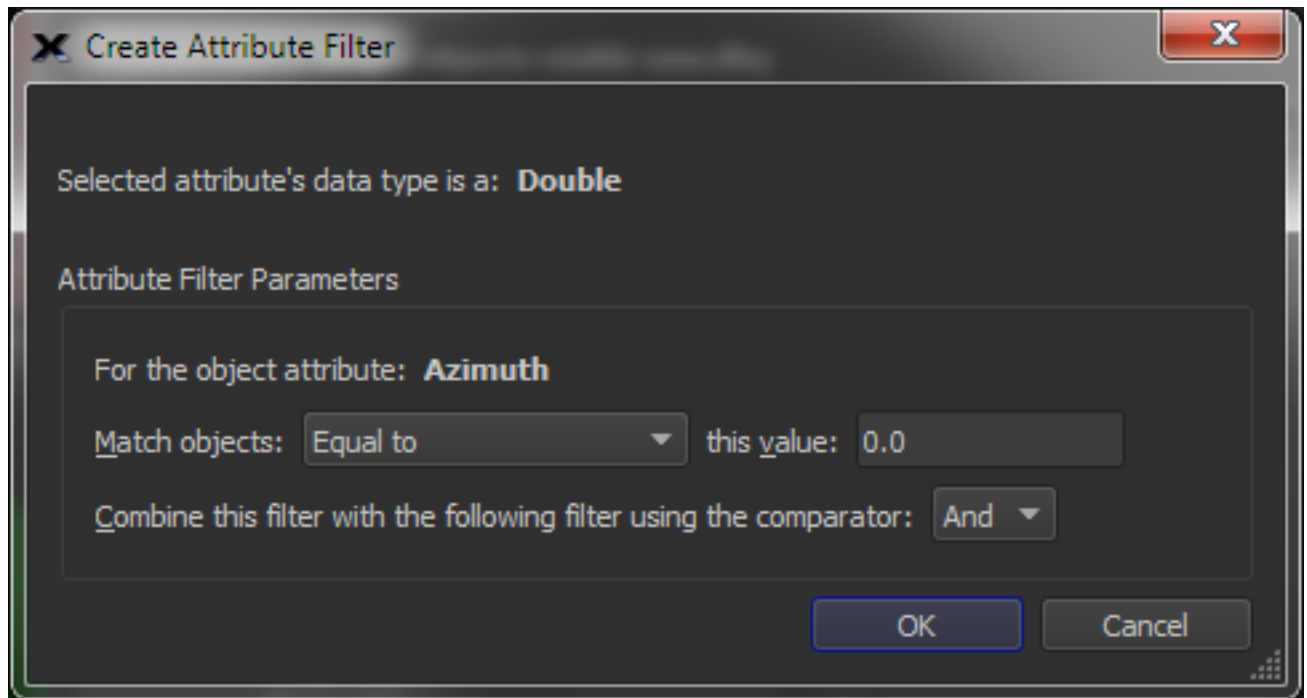 Create Attribute Filter
Selected attribute's data type is a: Double
Attribute Filter Parameters
For the object attribute: Azimuth
Match objects: Equal to this value: 0.0
Combine this filter with the following filter using the comparator: And
OK Cancel